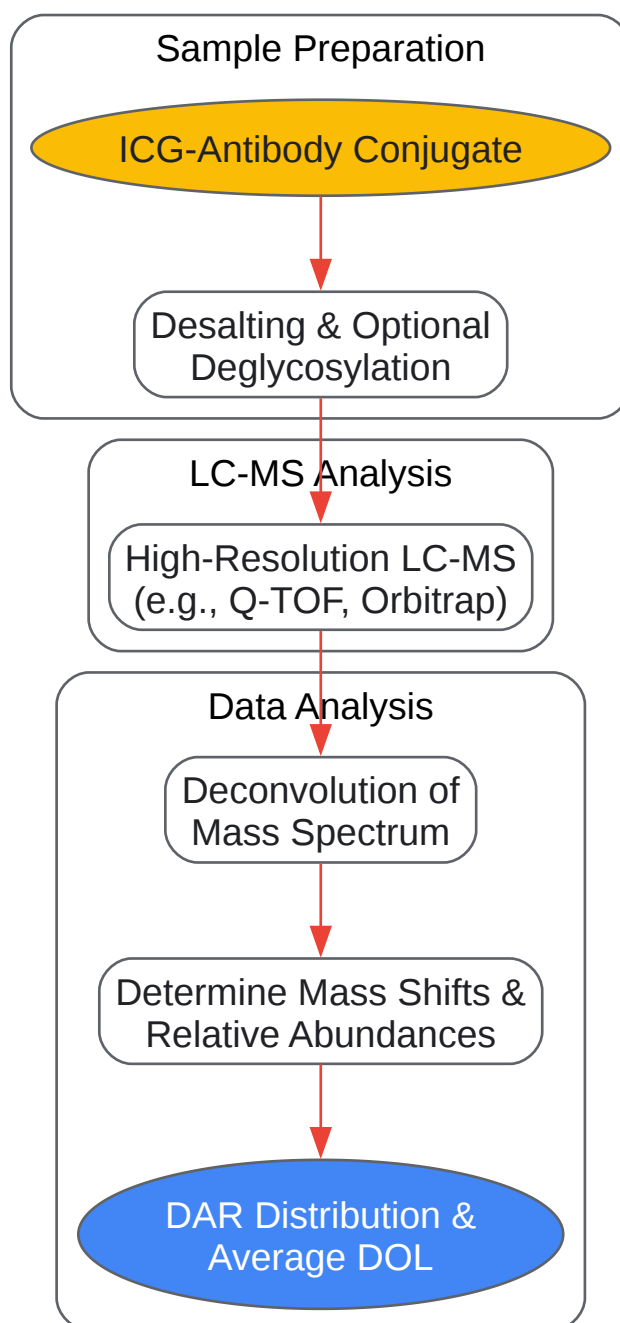 Sample Preparation
ICG-Antibody Conjugate
Desalting & Optional
Deglycosylation
LC-MS Analysis
High-Resolution LC-MS
(e.g., Q-TOF, Orbitrap)
Data Analysis
Deconvolution of
Mass Spectrum
Determine Mass Shifts &
Relative Abundances
DAR Distribution &
Average DOL